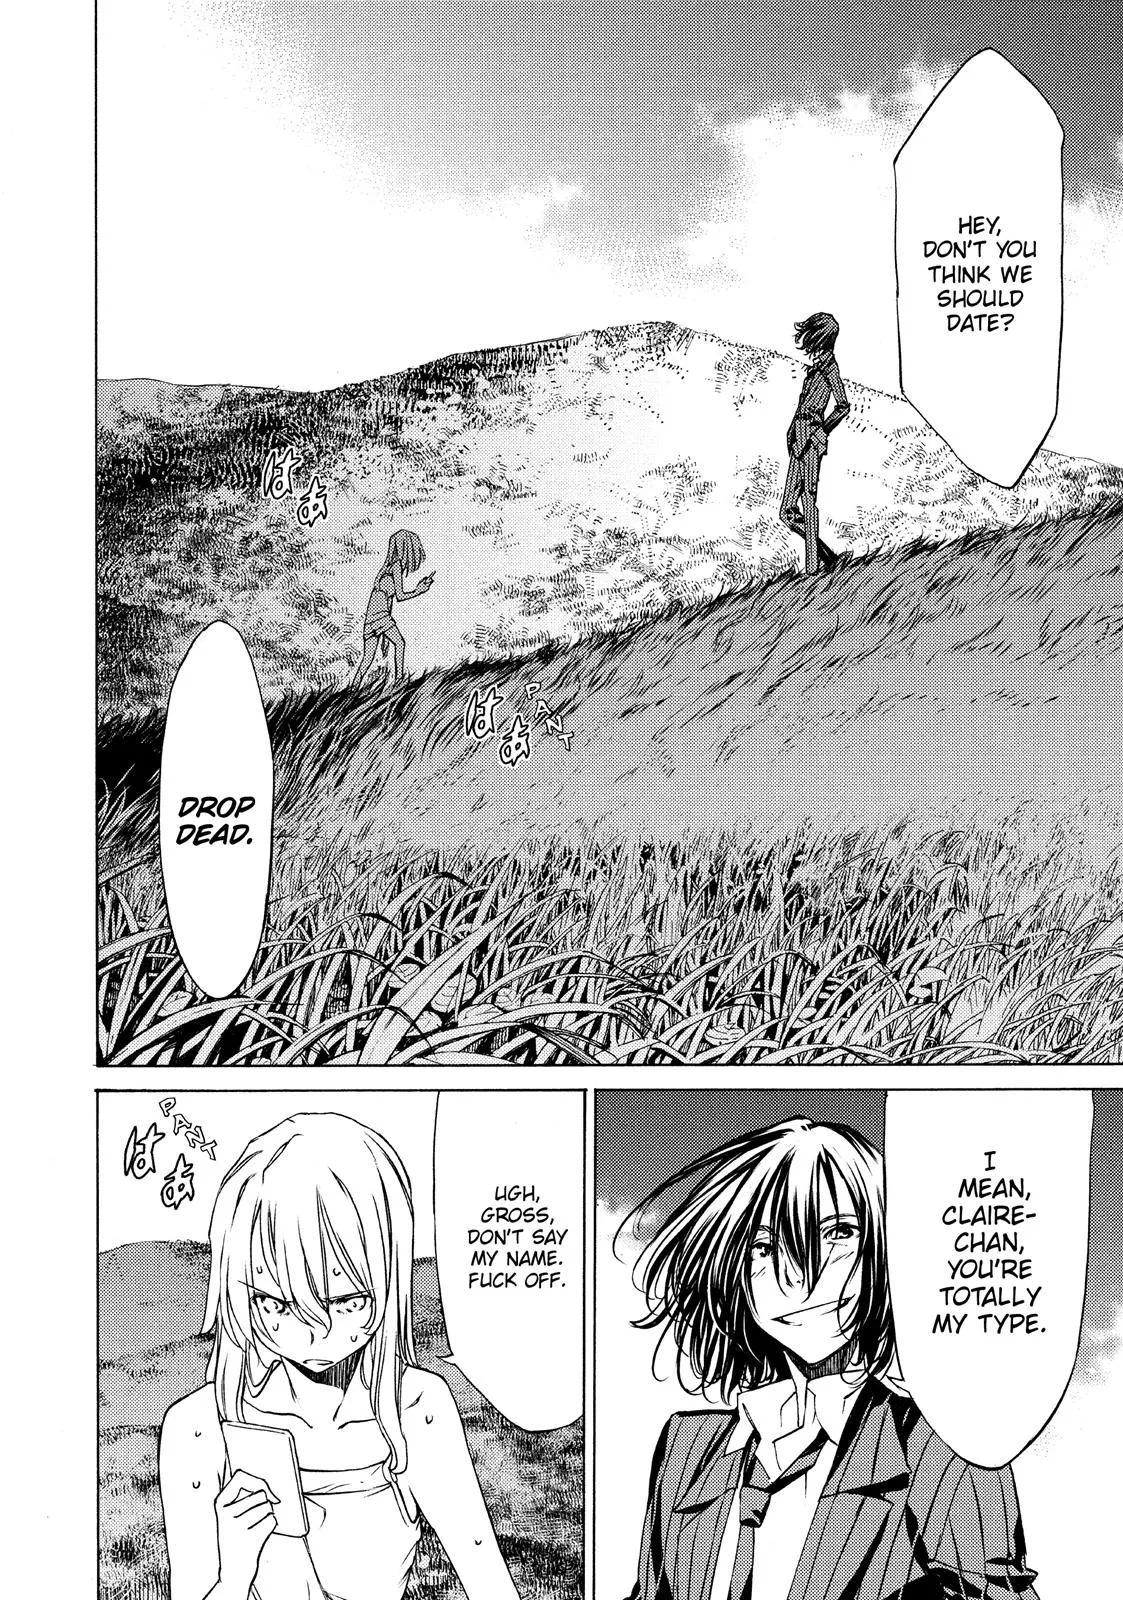 HEY,
DON'T YOU
THINK WE
SHOULD
DATE?
はぁ
はぁ
PANT
DROP
DEAD.
I
MEAN,
CLAIRE-
CHAN,
YOU'RE
TOTALLY
MY TYPE.
UGH,
GROSS,
DON'T SAY
MY NAME.
FUCK OFF.
PANT
はぁ